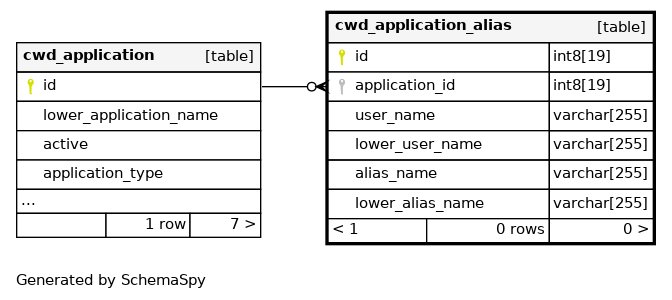 cwd_application [table]
id
lower_application_name
active
application_type
...
1 row 7 >
cwd_application_alias [table]
id int8[19]
application_id int8[19]
user_name varchar[255]
lower_user_name varchar[255]
alias_name varchar[255]
lower_alias_name varchar[255]
< 1 0 rows 0 >
Generated by SchemaSpy